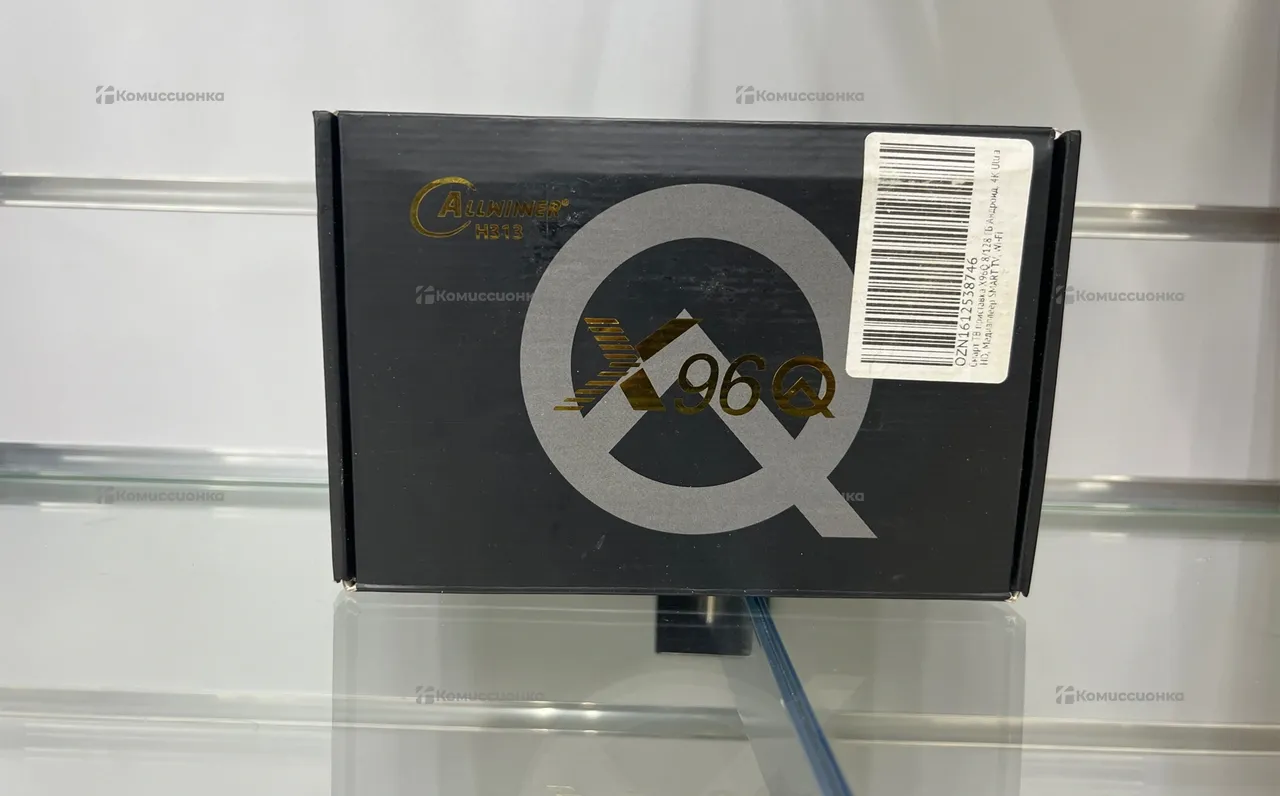 Комиссионка
Комиссионка
ALLWINNER®
H313
OZN1612538746
Смарт ТВ приставка X96Q 8/128 ГБ Андроид, 4K Ultra
HD, Медиаплеер SMART TV, Wi-Fi
Комиссионка
Комиссионка
X96Q
Комиссионка
Комиссионка
Комиссионка